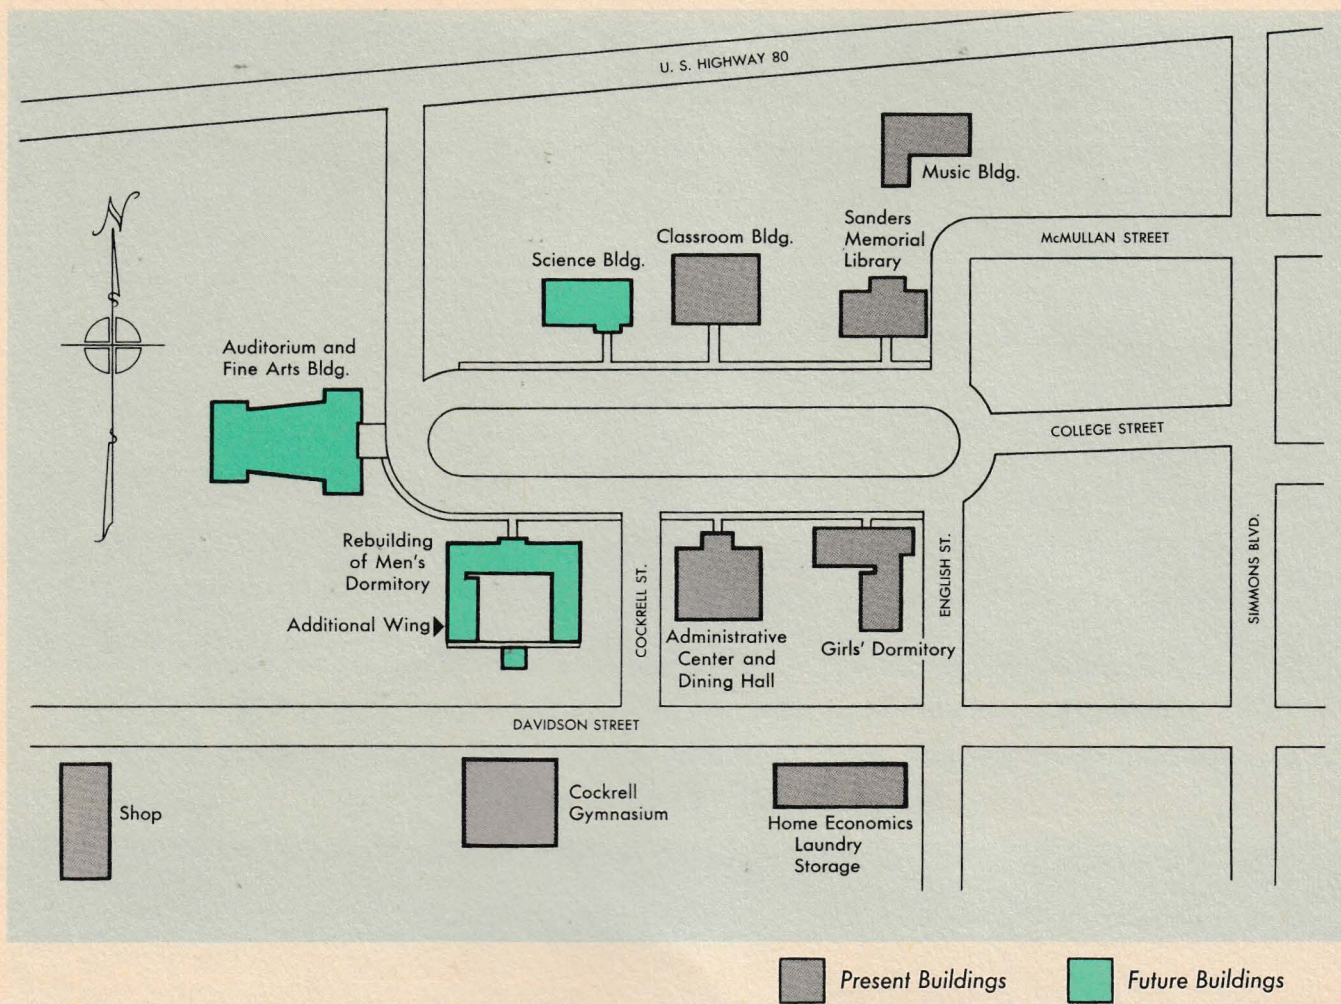 U. S. HIGHWAY 80
N
Music Bldg.
Sanders
Memorial
Library
McMULLAN STREET
Classroom Bldg.
Science Bldg.
Auditorium and
Fine Arts Bldg.
COLLEGE STREET
Rebuilding
of Men's
Dormitory
Additional Wing
COCKRELL ST.
Administrative
Center and
Dining Hall
Girls' Dormitory
ENGLISH ST.
SIMMONS BLVD.
DAVIDSON STREET
Shop
Cockrell
Gymnasium
Home Economics
Laundry
Storage
Present Buildings
Future Buildings